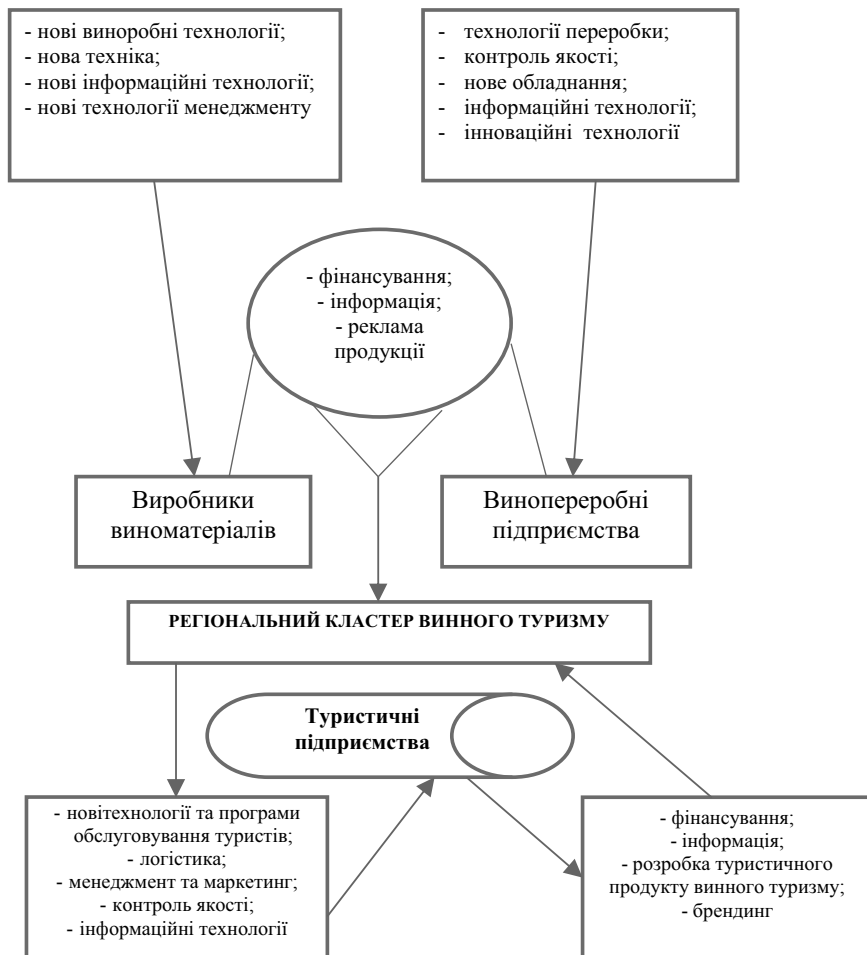 - нові виноробні технології;
- нова техніка;
- нові інформаційні технології;
- нові технології менеджменту
- технології переробки;
- контроль якості;
- нове обладнання;
- інформаційні технології;
- інноваційні технології
- фінансування;
- інформація;
- реклама
продукції
Виробники
виноматеріалів
Винопереробні
підприємства
РЕГІОНАЛЬНИЙ КЛАСТЕР ВИННОГО ТУРИЗМУ
Туристичні
підприємства
- новітехнології та програми
обслуговування туристів;
- логістика;
- менеджмент та маркетинг;
- контроль якості;
- інформаційні технології
- фінансування;
- інформація;
- розробка туристичного
продукту винного туризму;
- брендинг